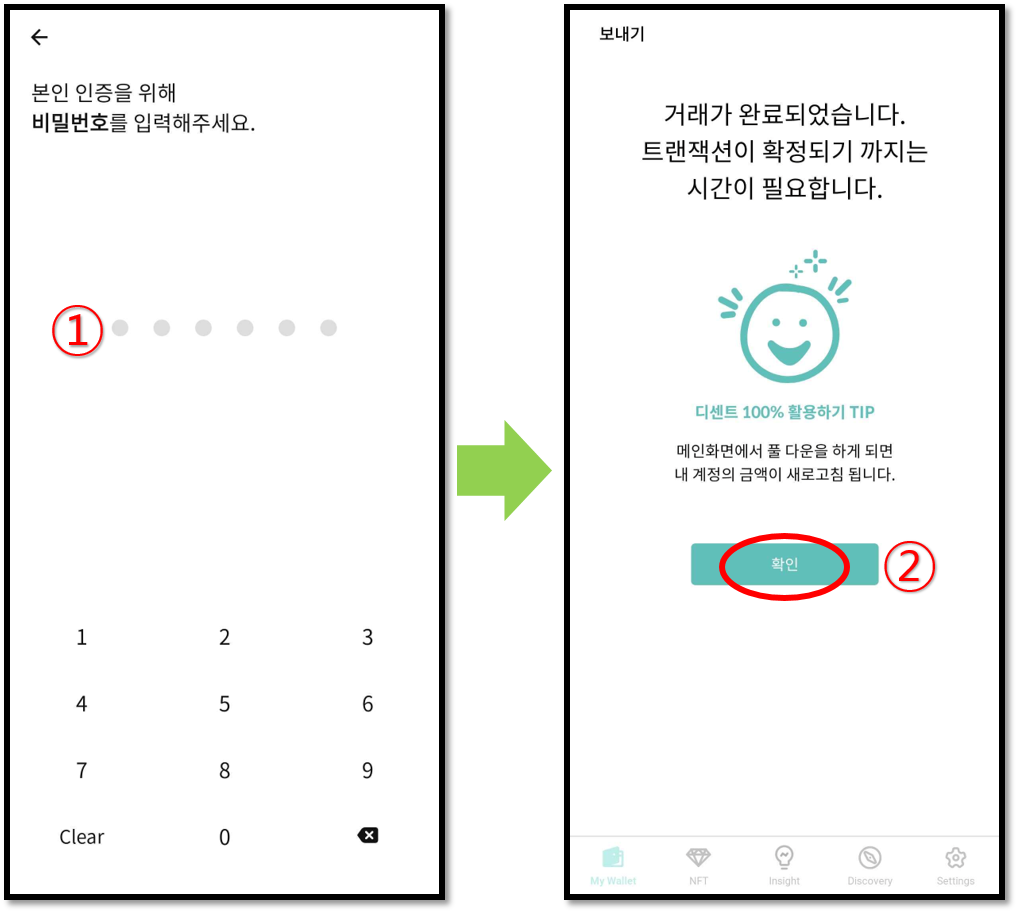 본인 인증을 위해
비밀번호를 입력해주세요.
①
1 2 3
4 5 6
7 8 9
Clear 0
보내기
거래가 완료되었습니다.
트랜잭션이 확정되기 까지는
시간이 필요합니다.
디센트 100% 활용하기 TIP
메인화면에서 풀 다운을 하게 되면
내 계정의 금액이 새로고침 됩니다.
확인 ②
My Wallet NFT Insight Discovery Settings